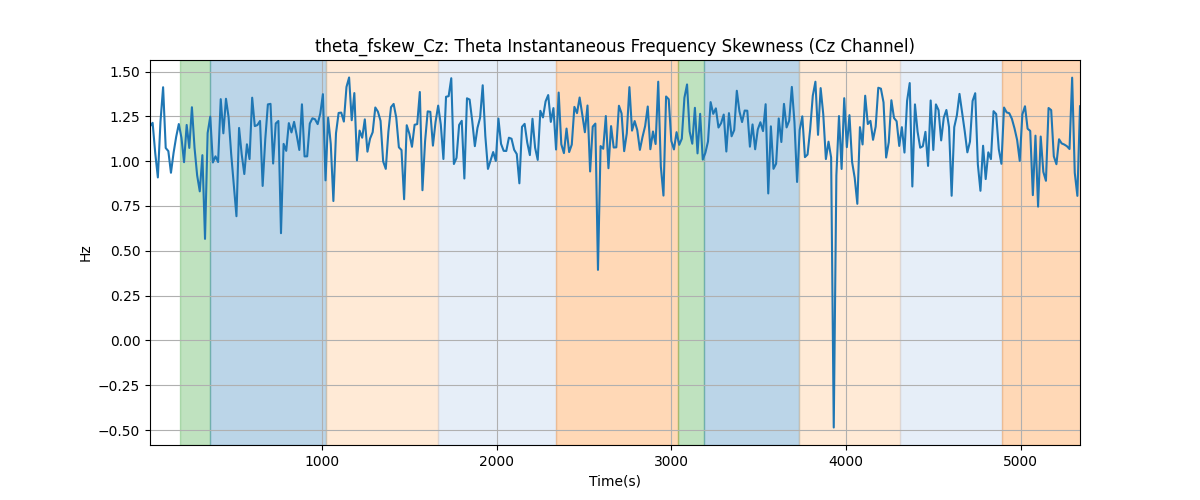 theta_fskew_Cz: Theta Instantaneous Frequency Skewness (Cz Channel)
1.50
1.25
1.00
0.75
0.50
0.25
0.00
−0.25
−0.50
Hz
1000 2000 3000 4000 5000
Time(s)